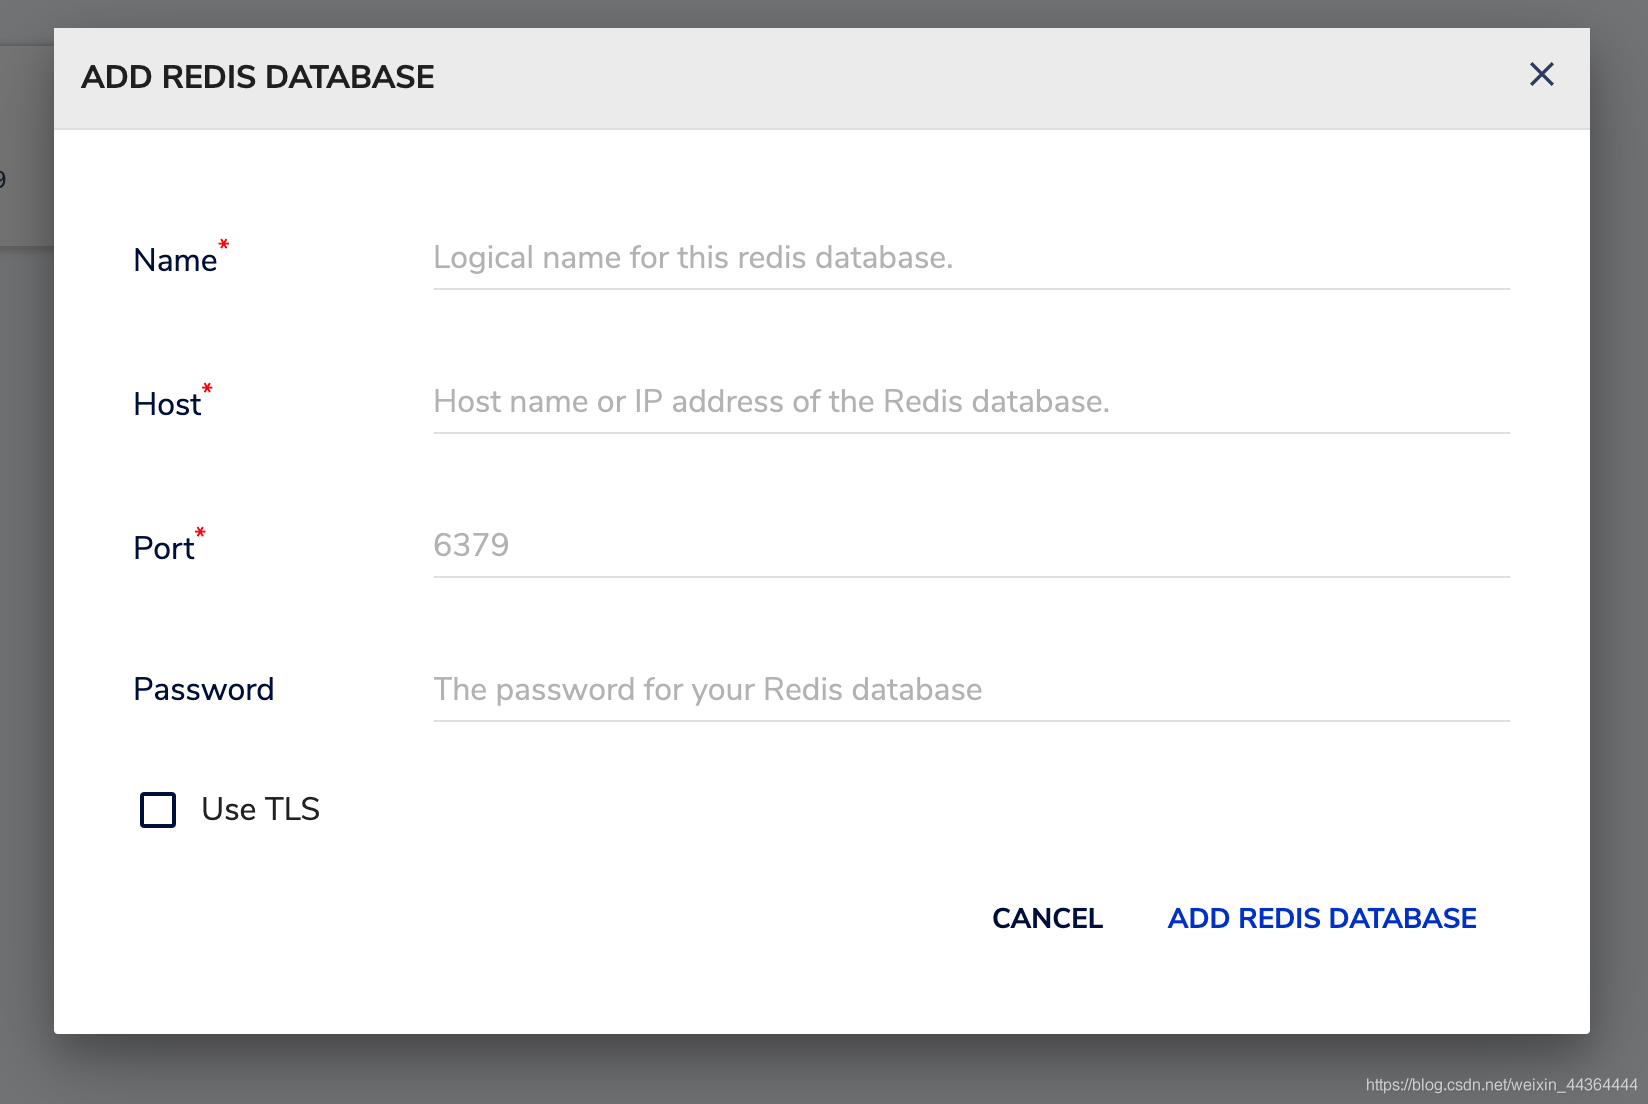 ADD REDIS DATABASE
9
Name*
Logical name for this redis database.
Host*
Host name or IP address of the Redis database.
Port*
6379
Password
The password for your Redis database
Use TLS
CANCEL
ADD REDIS DATABASE
https://blog.csdn.net/weixin_44364444